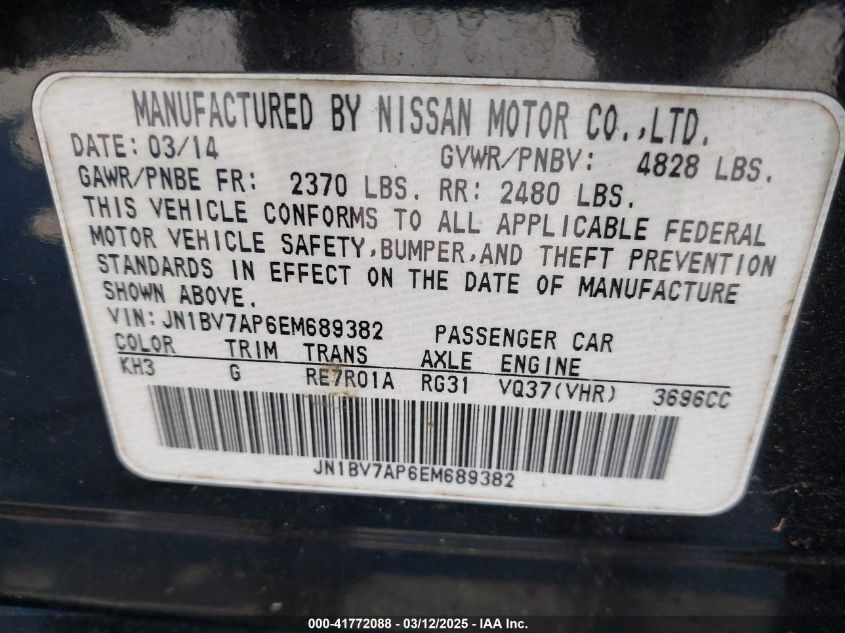 MANUFACTURED BY NISSAN MOTOR CO.,LTD.
DATE: 03/14 GVWR/PNBV: 4828 LBS.
GAWR/PNBE FR: 2370 LBS. RR: 2480 LBS.
THIS VEHICLE CONFORMS TO ALL APPLICABLE FEDERAL
MOTOR VEHICLE SAFETY,BUMPER,AND THEFT PREVENTION
STANDARDS IN EFFECT ON THE DATE OF MANUFACTURE
SHOWN ABOVE.
VIN:JN1BV7AP6EM689382 PASSENGER CAR
COLOR TRIM TRANS AXLE ENGINE
KH3 G RE7R01A RG31 VQ37(VHR) 3696CC
JN1BV7AP6EM689382
000-41772088 - 03/12/2025 - IAA Inc.